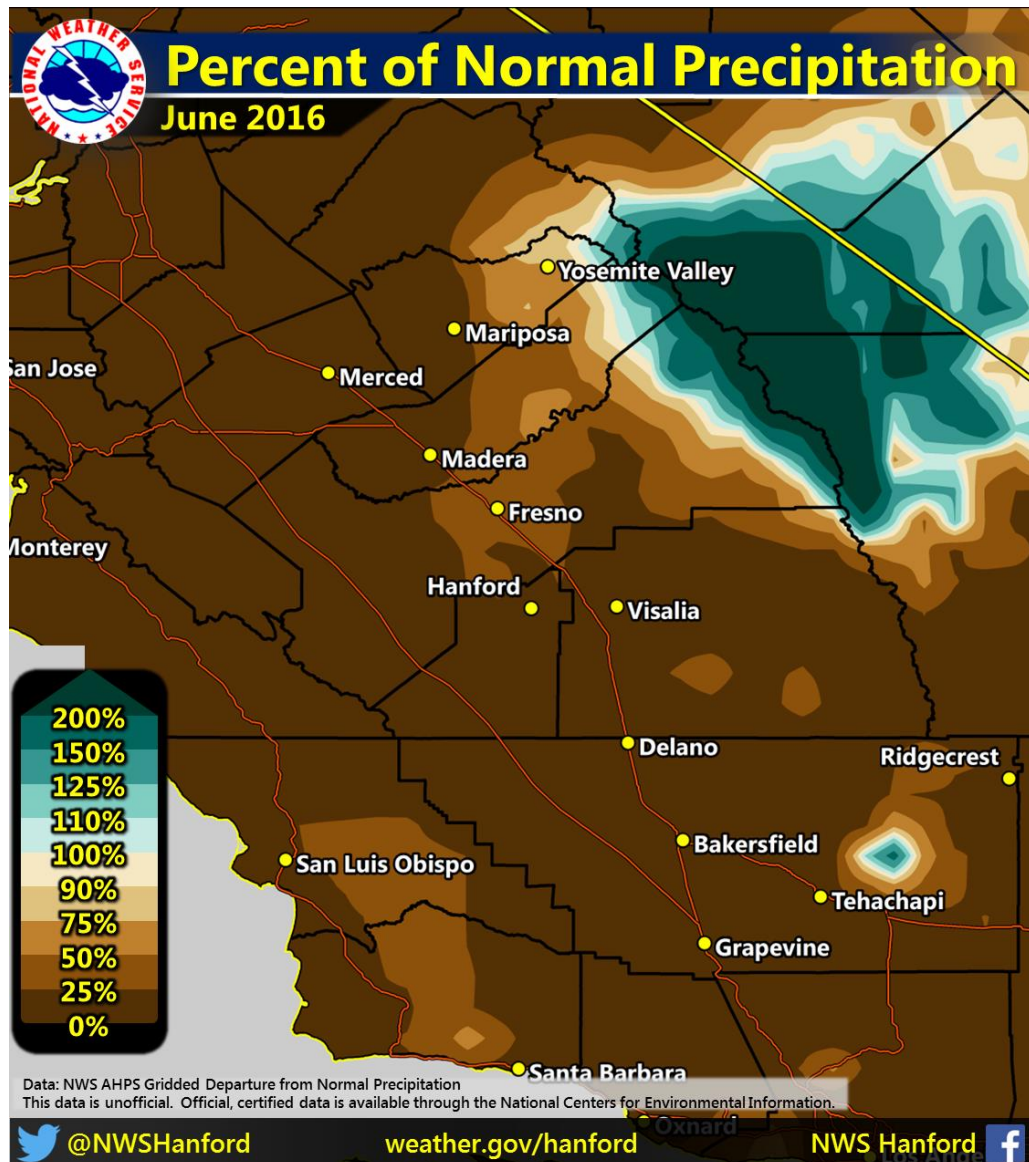 NATIONAL WEATHER SERVICE
Percent of Normal Precipitation
June 2016
Yosemite Valley
Mariposa
San Jose
Merced
Madera
Fresno
Monterey
Hanford
Visalia
Delano
Ridgecrest
Bakersfield
San Luis Obispo
Tehachapi
Grapevine
Santa Barbara
Oxnard
200%
150%
125%
110%
100%
90%
75%
50%
25%
0%
Data: NWS AHPS Gridded Departure from Normal Precipitation
This data is unofficial. Official, certified data is available through the National Centers for Environmental Information.
@NWSHanford weather.gov/hanford NWS Hanford